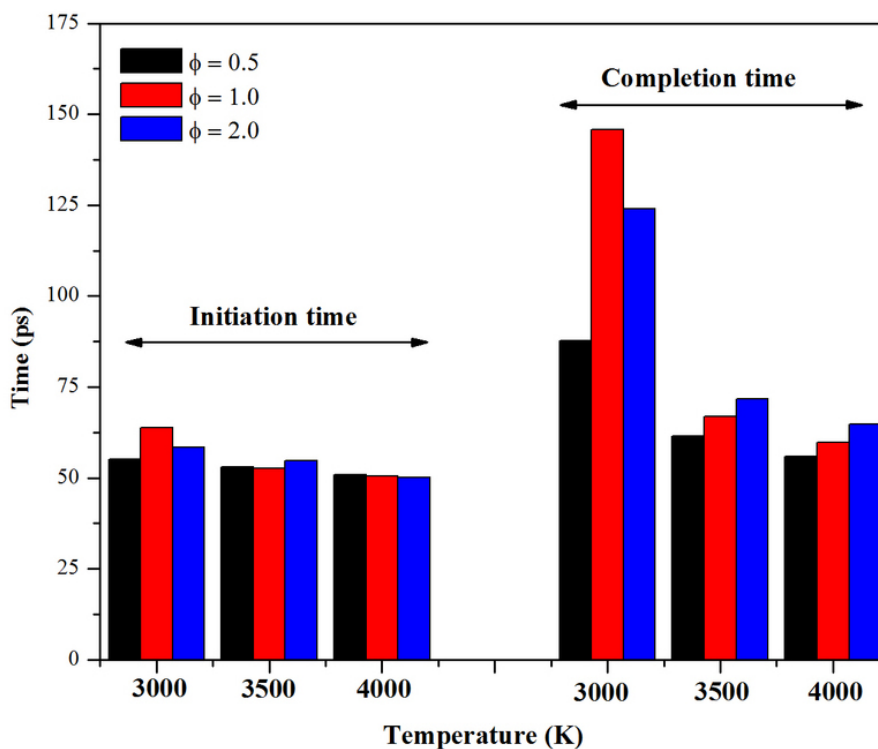 175
150
125
100
75
50
25
0
Time (ps)
ϕ = 0.5
ϕ = 1.0
ϕ = 2.0
Completion time
Initiation time
3000 3500 4000 3000 3500 4000
Temperature (K)